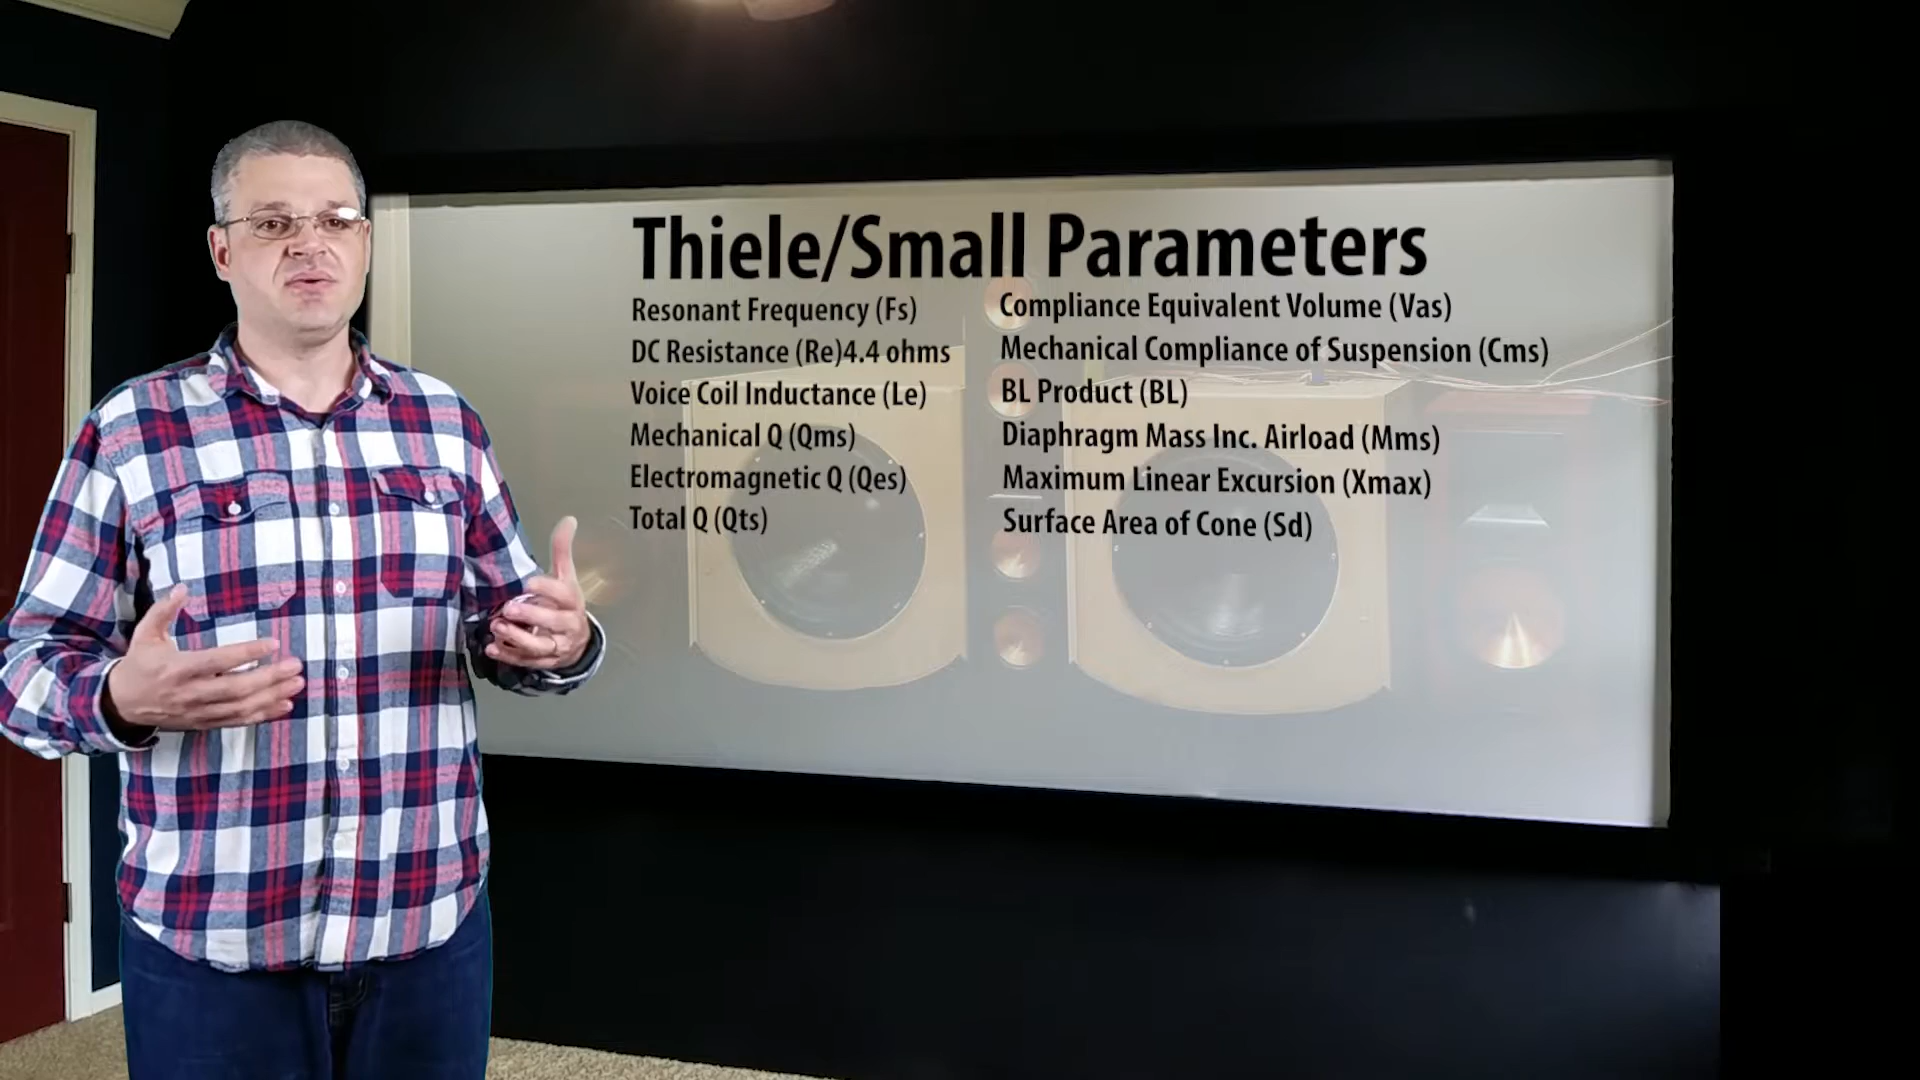 Thiele/Small Parameters
Resonant Frequency (Fs)
DC Resistance (Re)4.4 ohms
Voice Coil Inductance (Le)
Mechanical Q (Qms)
Electromagnetic Q (Qes)
Total Q (Qts)
Compliance Equivalent Volume (Vas)
Mechanical Compliance of Suspension (Cms)
BL Product (BL)
Diaphragm Mass Inc. Airload (Mms)
Maximum Linear Excursion (Xmax)
Surface Area of Cone (Sd)